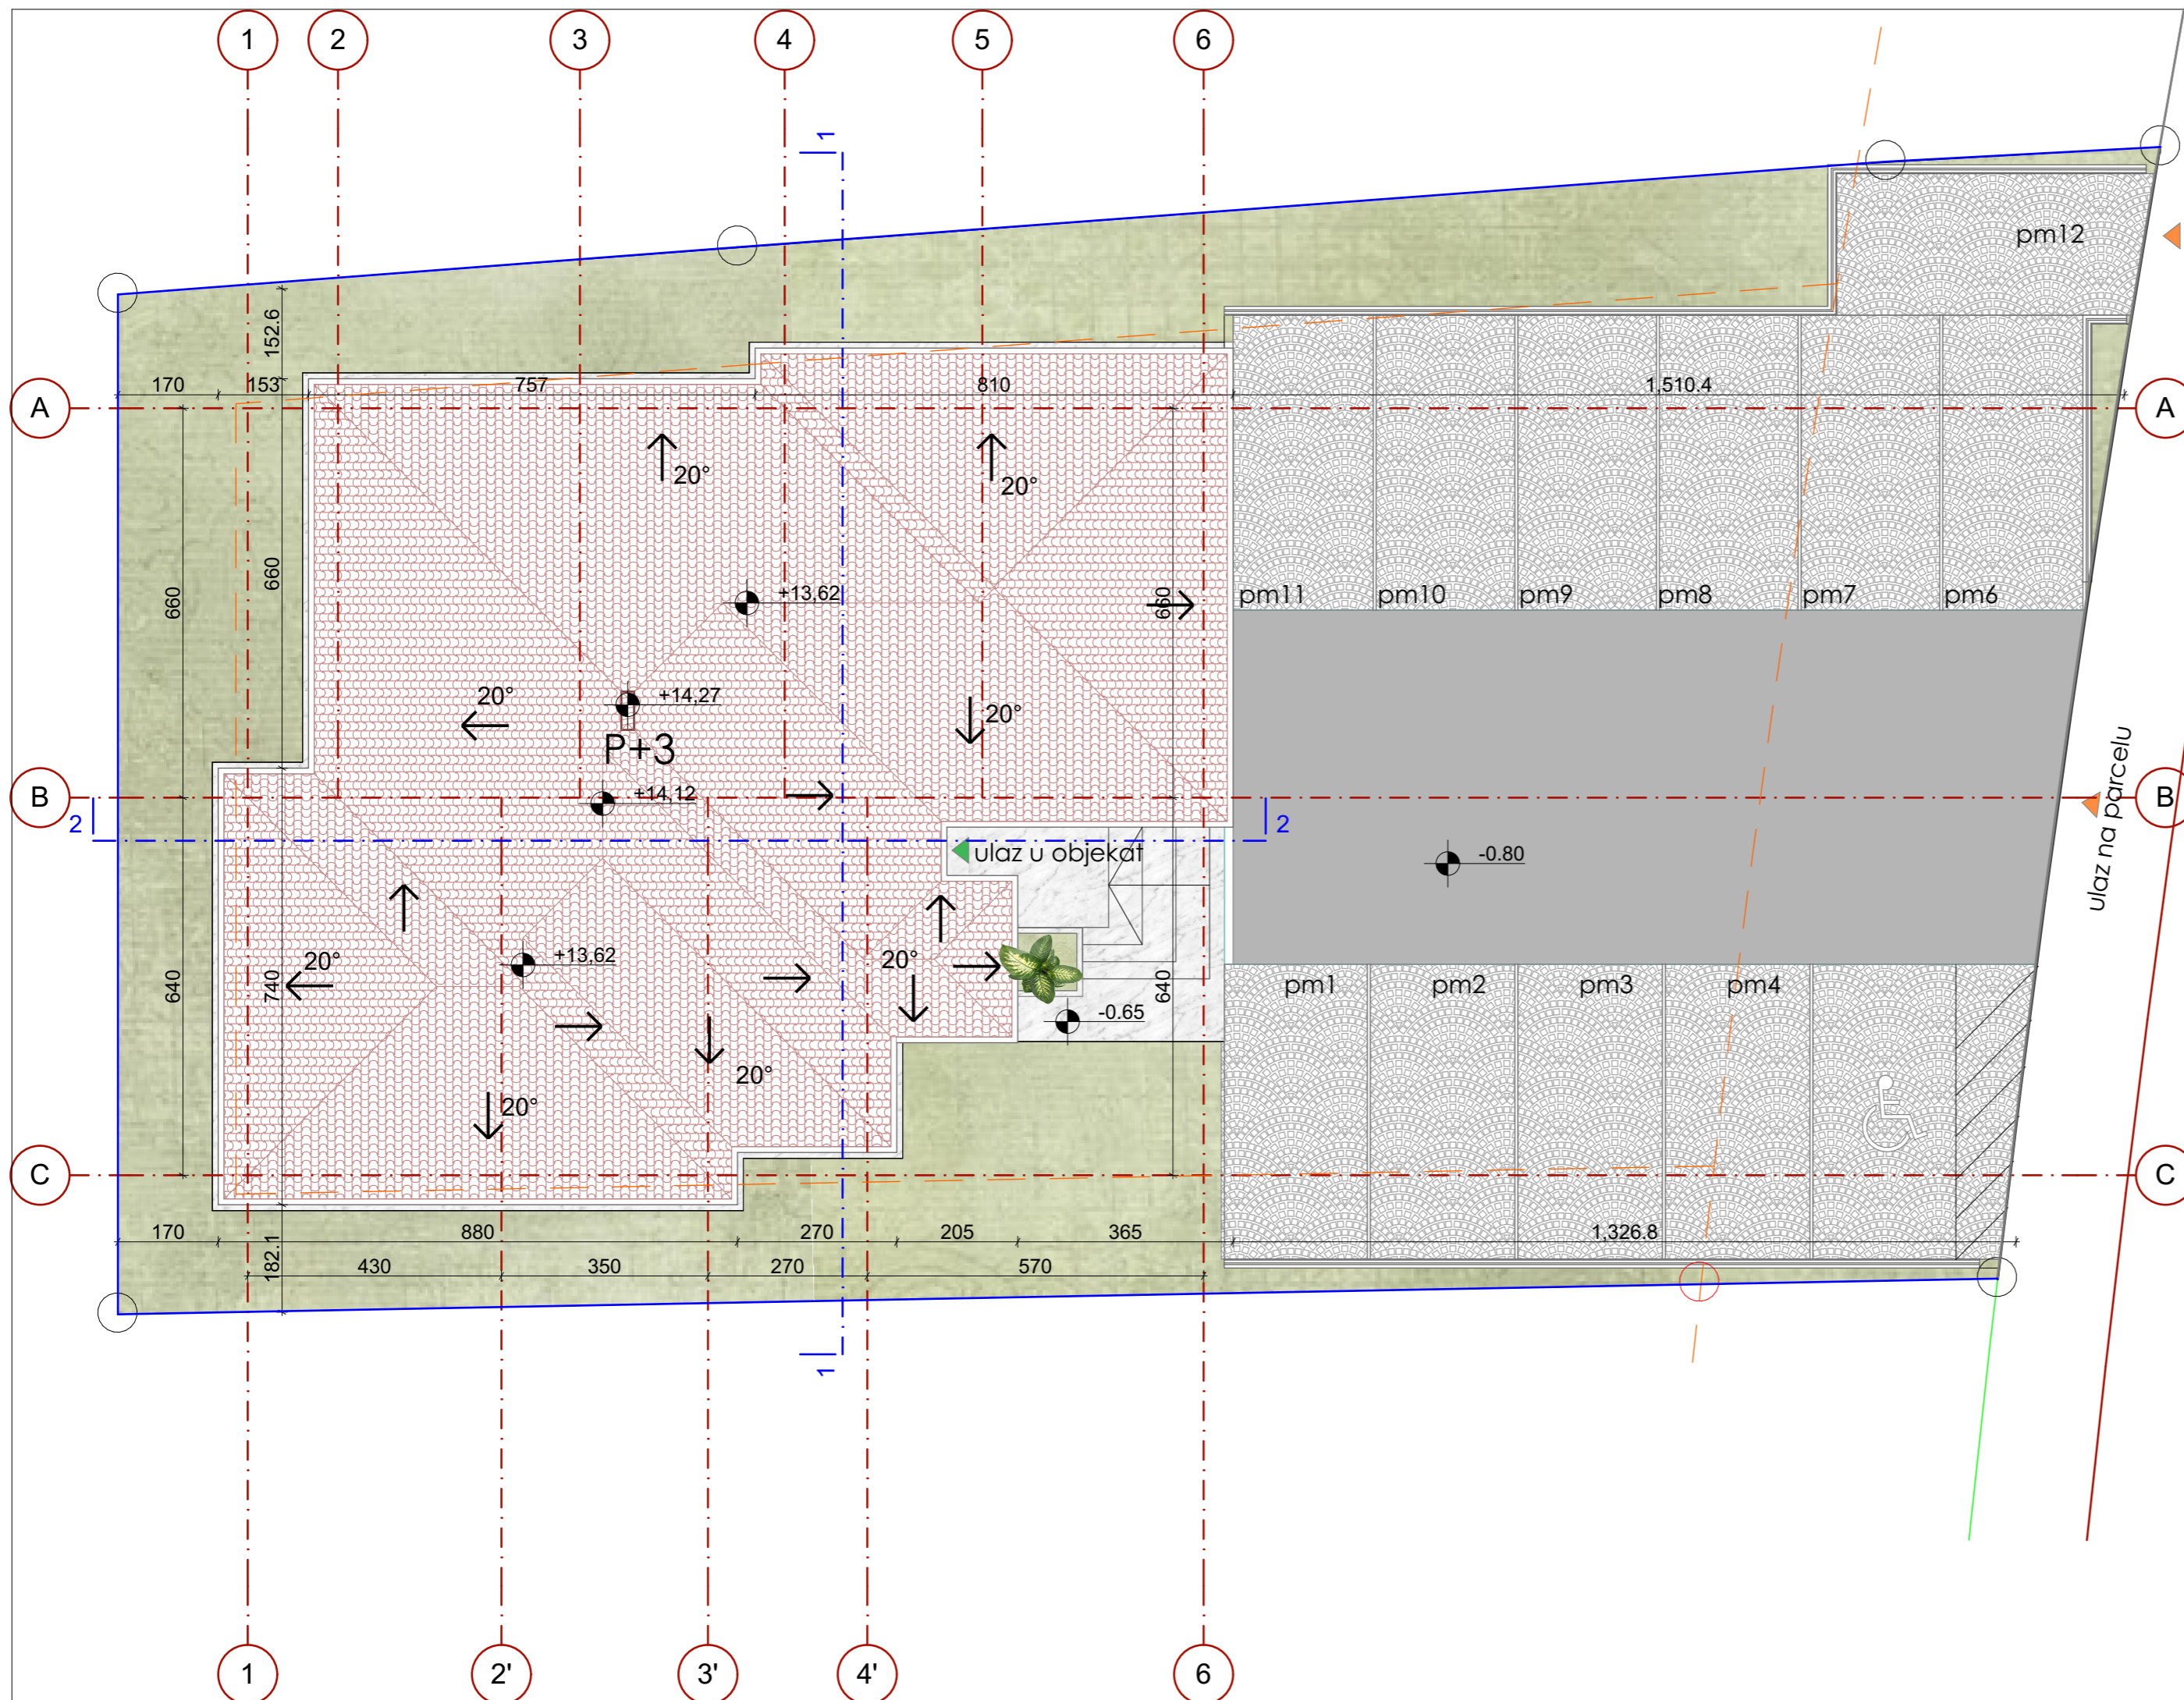 1 2 3 4 5 6
1
pm12
152.6
170 153 757 810 1,510.4
A A
20° 20°
660 660 660
+13,62
pm11 pm10 pm9 pm8 pm7 pm6
20° +14,27 20°
P+3
+14,12
B B
2 2
ulaz u objekat
-0.80
ulaz na parcelu
20° +13,62 20°
640 740 640
pm1 pm2 pm3 pm4
-0.65
20°
20°
C C
170 880 270 205 365 1,326.8
182.1
430 350 270 570
1
1 2' 3' 4' 6